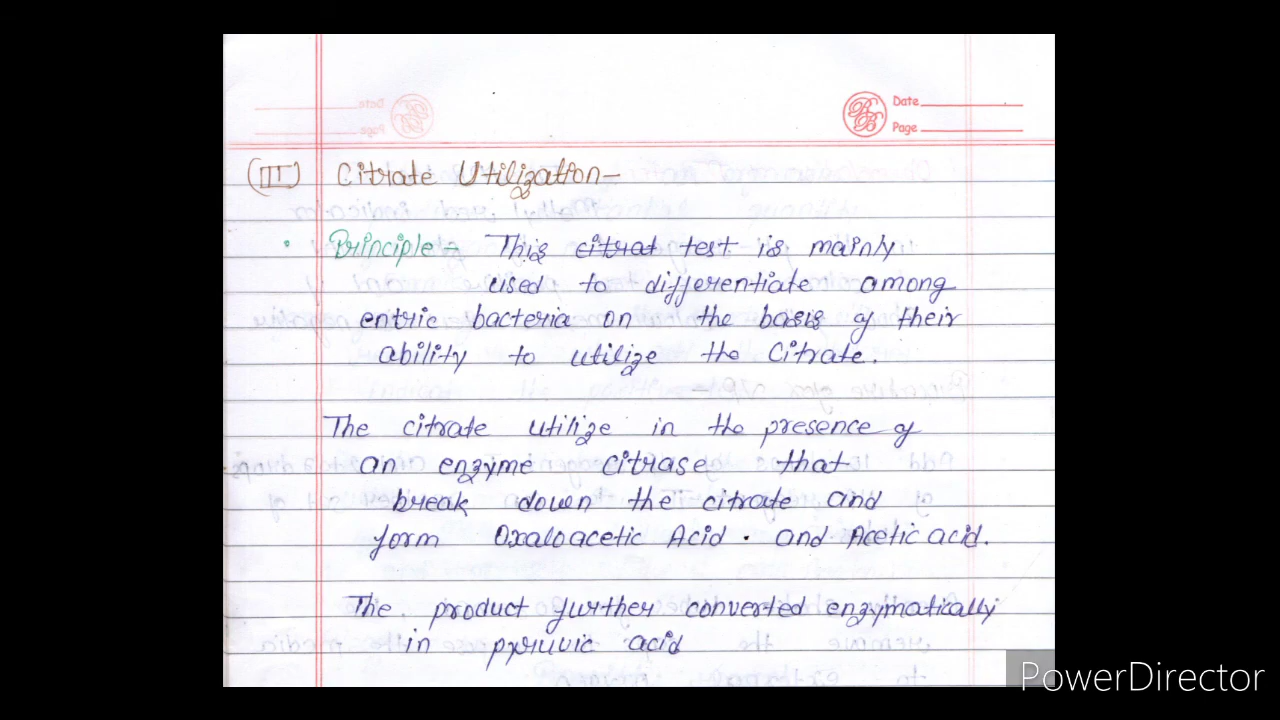 Date
Page
(III) Citrate Utilization-
• Principle:- This citrat test is mainly
used to differentiate among
entric bacteria on the basis of their
ability to utilize the Citrate.
The citrate utilize in the presence of
an enzyme citrase that
break down the citrate and
form Oxaloacetic Acid. and Acetic acid.
The product further converted enzymatically
in pyruvic acid
PowerDirector